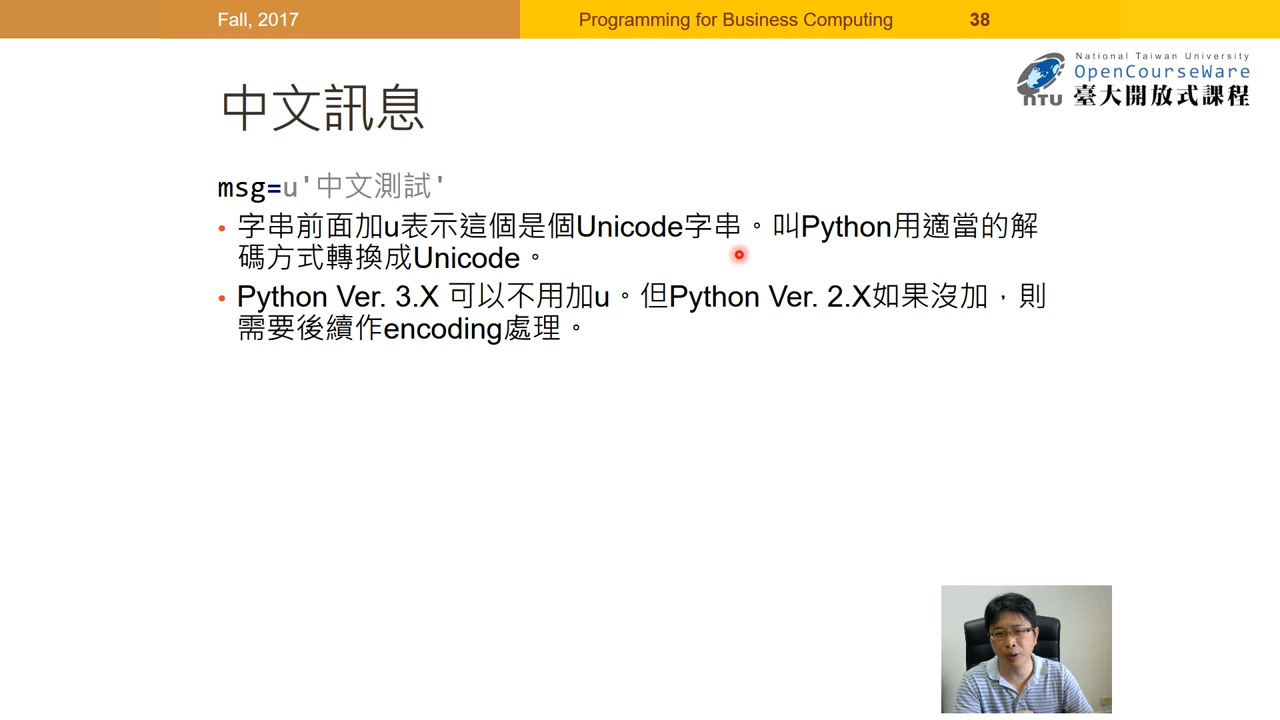 Fall, 2017
Programming for Business Computing
38
National Taiwan University
OpenCourseWare
NTU 臺大開放式課程
中文訊息
msg=u'中文測試'
• 字串前面加u表示這個是個Unicode字串。叫Python用適當的解
碼方式轉換成Unicode。
• Python Ver. 3.X 可以不用加u。但Python Ver. 2.X如果沒加，則
需要後續作encoding處理。